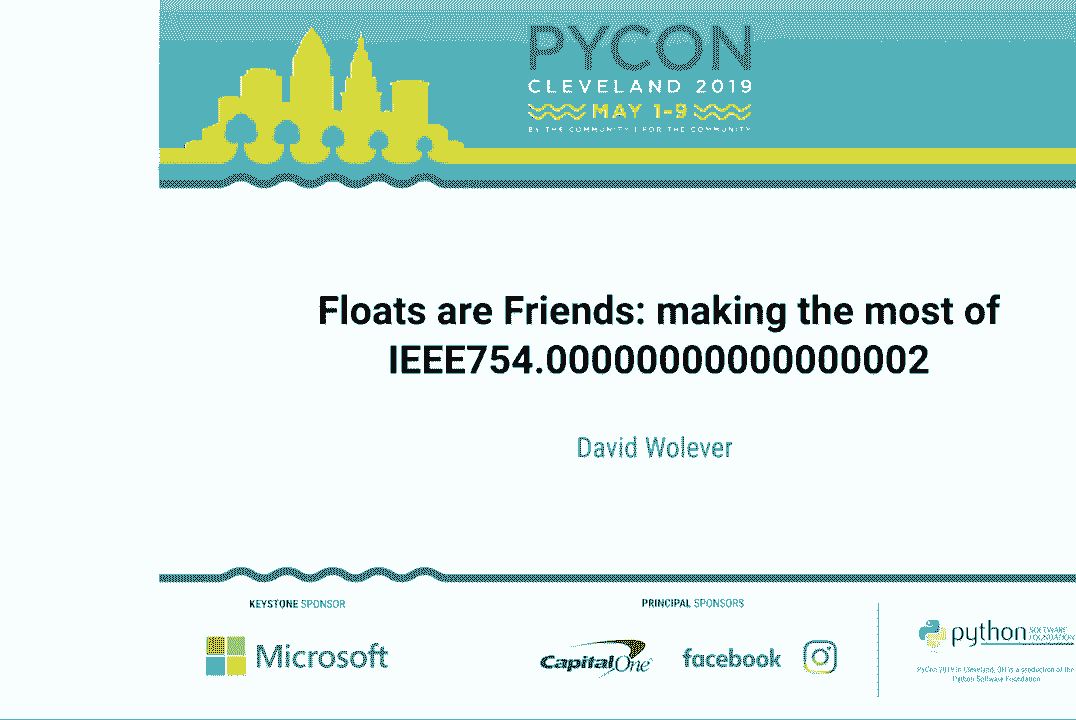 PYCON
CLEVELAND 2019
MAY 1-9
BY THE COMMUNITY | FOR THE COMMUNITY
Floats are Friends: making the most of
IEEE754.00000000000000002
David Wolever
KEYSTONE SPONSOR
PRINCIPAL SPONSORS
Microsoft
CapitalOne
facebook
python SOFTWARE
FOUNDATION
PyCon 2019 in Cleveland, OH is a production of the
Python Software Foundation